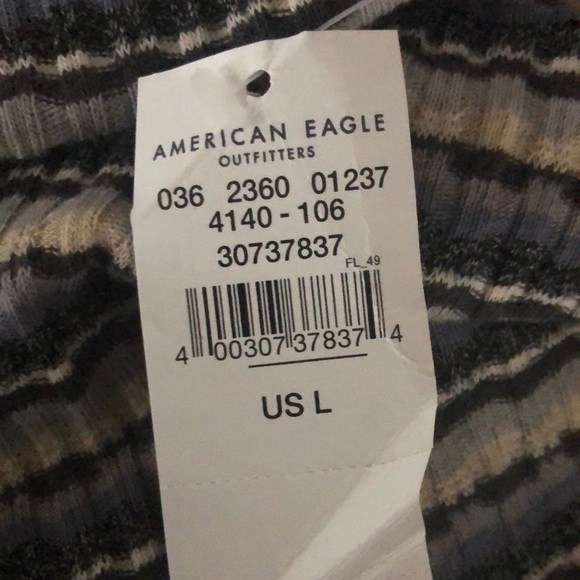 AMERICAN EAGLE
OUTFITTERS
036 2360 01237
4140 - 106
30737837
FL_49
4 00307 37837 4
US L